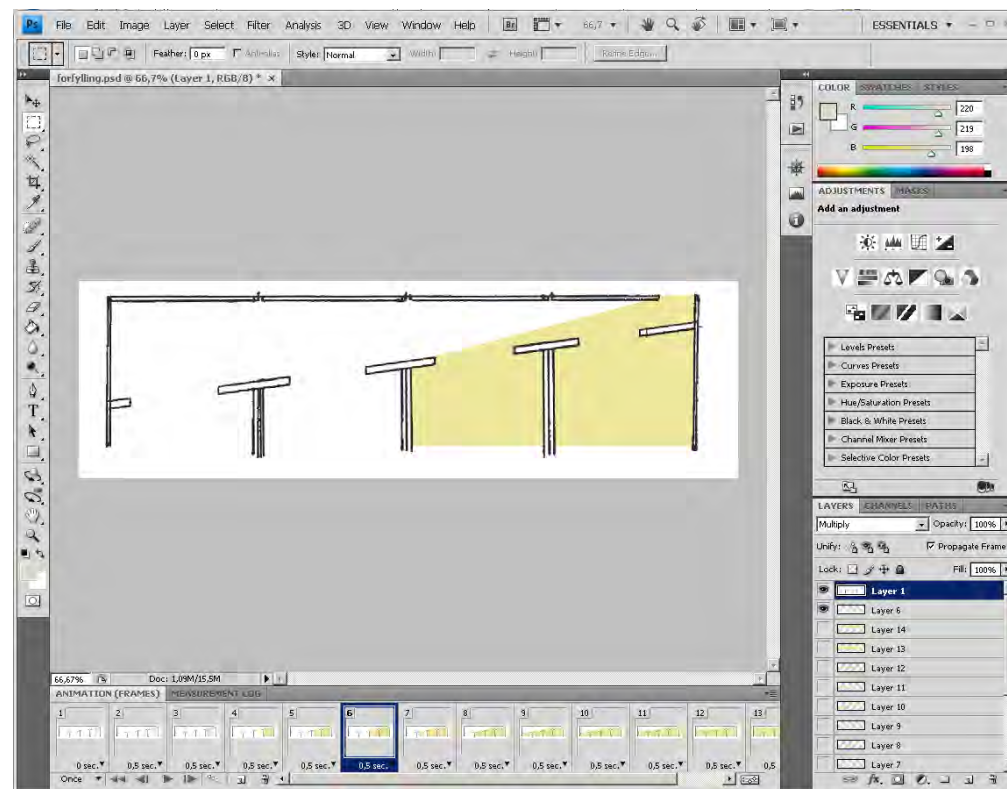 Ps File Edit Image Layer Select Filter Analysis 3D View Window Help Br 66,7 ESSENTIALS
Feather: 0 px Anti-alias Style: Normal Width: Height: Refine Edge...
forfylling.psd @ 66,7% (Layer 1, RGB/8) *
COLOR SWATCHES STYLES
R 220
G 219
B 198
ADJUSTMENTS MASKS
Add an adjustment
Levels Presets
Curves Presets
Exposure Presets
Hue/Saturation Presets
Black & White Presets
Channel Mixer Presets
Selective Color Presets
LAYERS CHANNELS PATHS
Multiply Opacity: 100%
Unify: Propagate Frame
Lock: Fill: 100%
Layer 1
Layer 6
Layer 14
Layer 13
Layer 12
Layer 11
Layer 10
Layer 9
Layer 8
Layer 7
66,67% Doc: 1,09M/15,5M
ANIMATION (FRAMES) MEASUREMENT LOG
1 2 3 4 5 6 7 8 9 10 11 12 13
0 sec. 0,5 sec. 0,5 sec. 0,5 sec. 0,5 sec. 0,5 sec. 0,5 sec. 0,5 sec. 0,5 sec. 0,5 sec. 0,5 sec. 0,5 sec. 0,5
Once